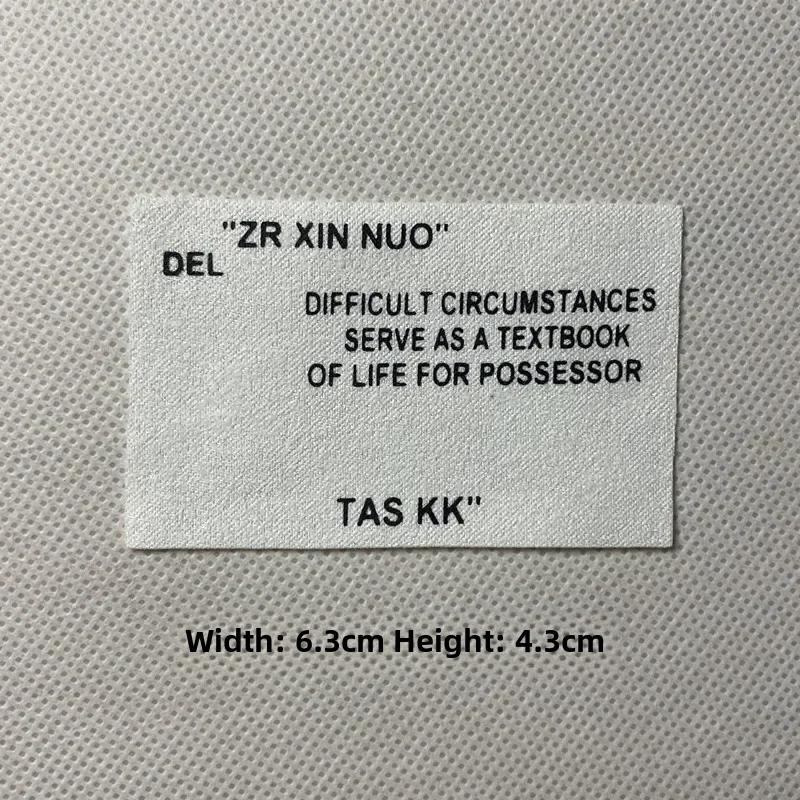 "ZR XIN NUO"
DEL
DIFFICULT CIRCUMSTANCES
SERVE AS A TEXTBOOK
OF LIFE FOR POSSESSOR
TAS KK"
Width: 6.3cm Height: 4.3cm